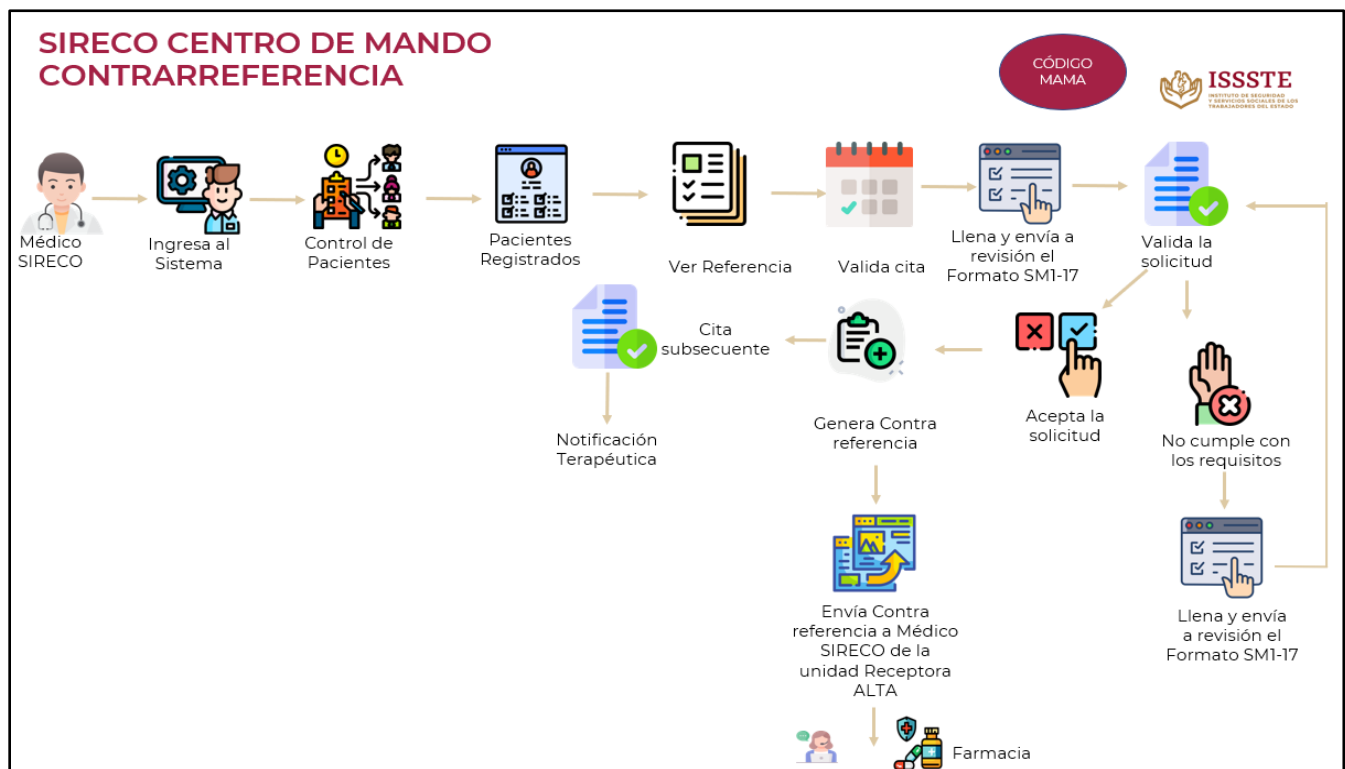 SIRECO CENTRO DE MANDO
CONTRARREFERENCIA
CÓDIGO
MAMA
ISSSTE
INSTITUTO DE SEGURIDAD
Y SERVICIOS SOCIALES DE LOS
TRABAJADORES DEL ESTADO
Médico
SIRECO
Ingresa al
Sistema
Control de
Pacientes
Pacientes
Registrados
Ver Referencia
Valida cita
Llena y envía a
revisión el
Formato SM1-17
Valida la
solicitud
Cita
subsecuente
Notificación
Terapéutica
Genera Contra
referencia
Acepta la
solicitud
No cumple con
los requisitos
Envía Contra
referencia a Médico
SIRECO de la
unidad Receptora
ALTA
Llena y envía
a revisión el
Formato SM1-17
Farmacia